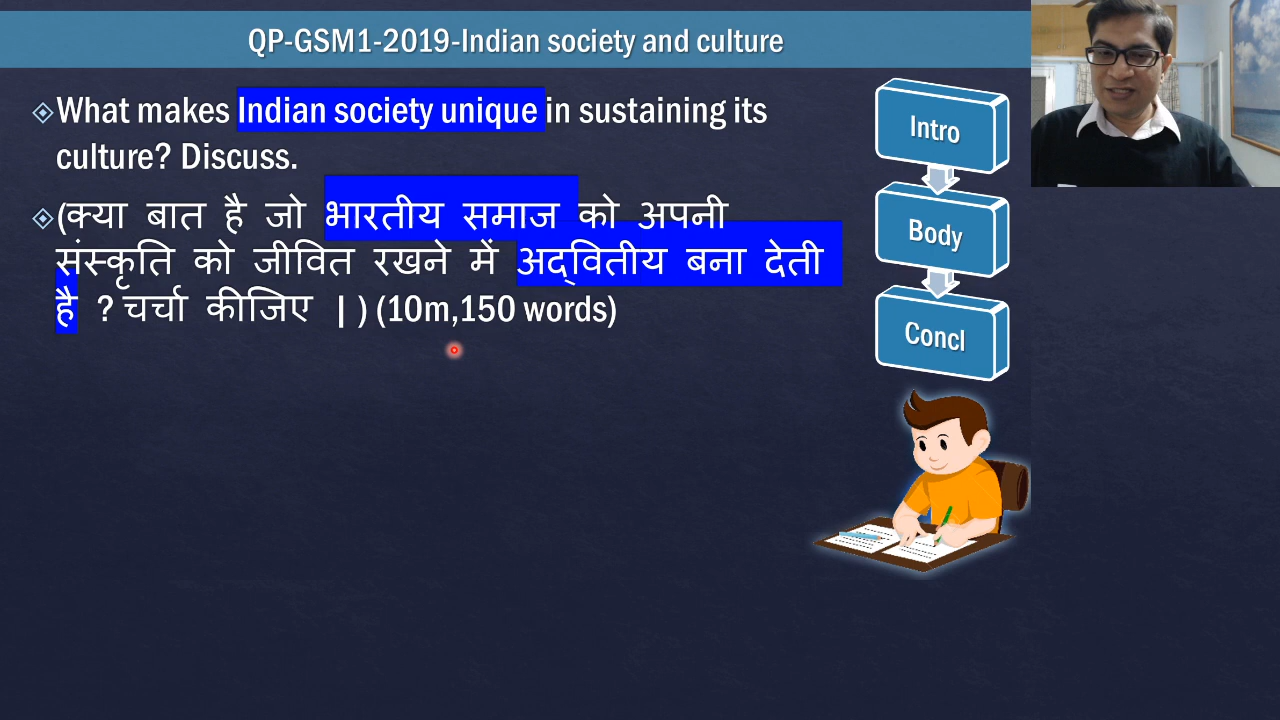 QP-GSM1-2019-Indian society and culture
What makes Indian society unique in sustaining its
culture? Discuss.
(क्या बात है जो भारतीय समाज को अपनी
संस्कृति को जीवित रखने में अद्वितीय बना देती
है ? चर्चा कीजिए | ) (10m,150 words)
Intro
Body
Concl